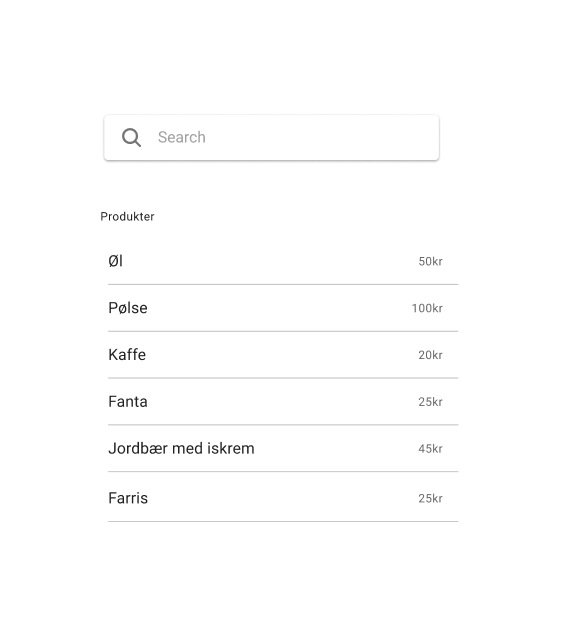 Search
Produkter
Øl 50kr
Pølse 100kr
Kaffe 20kr
Fanta 25kr
Jordbær med iskrem 45kr
Farris 25kr